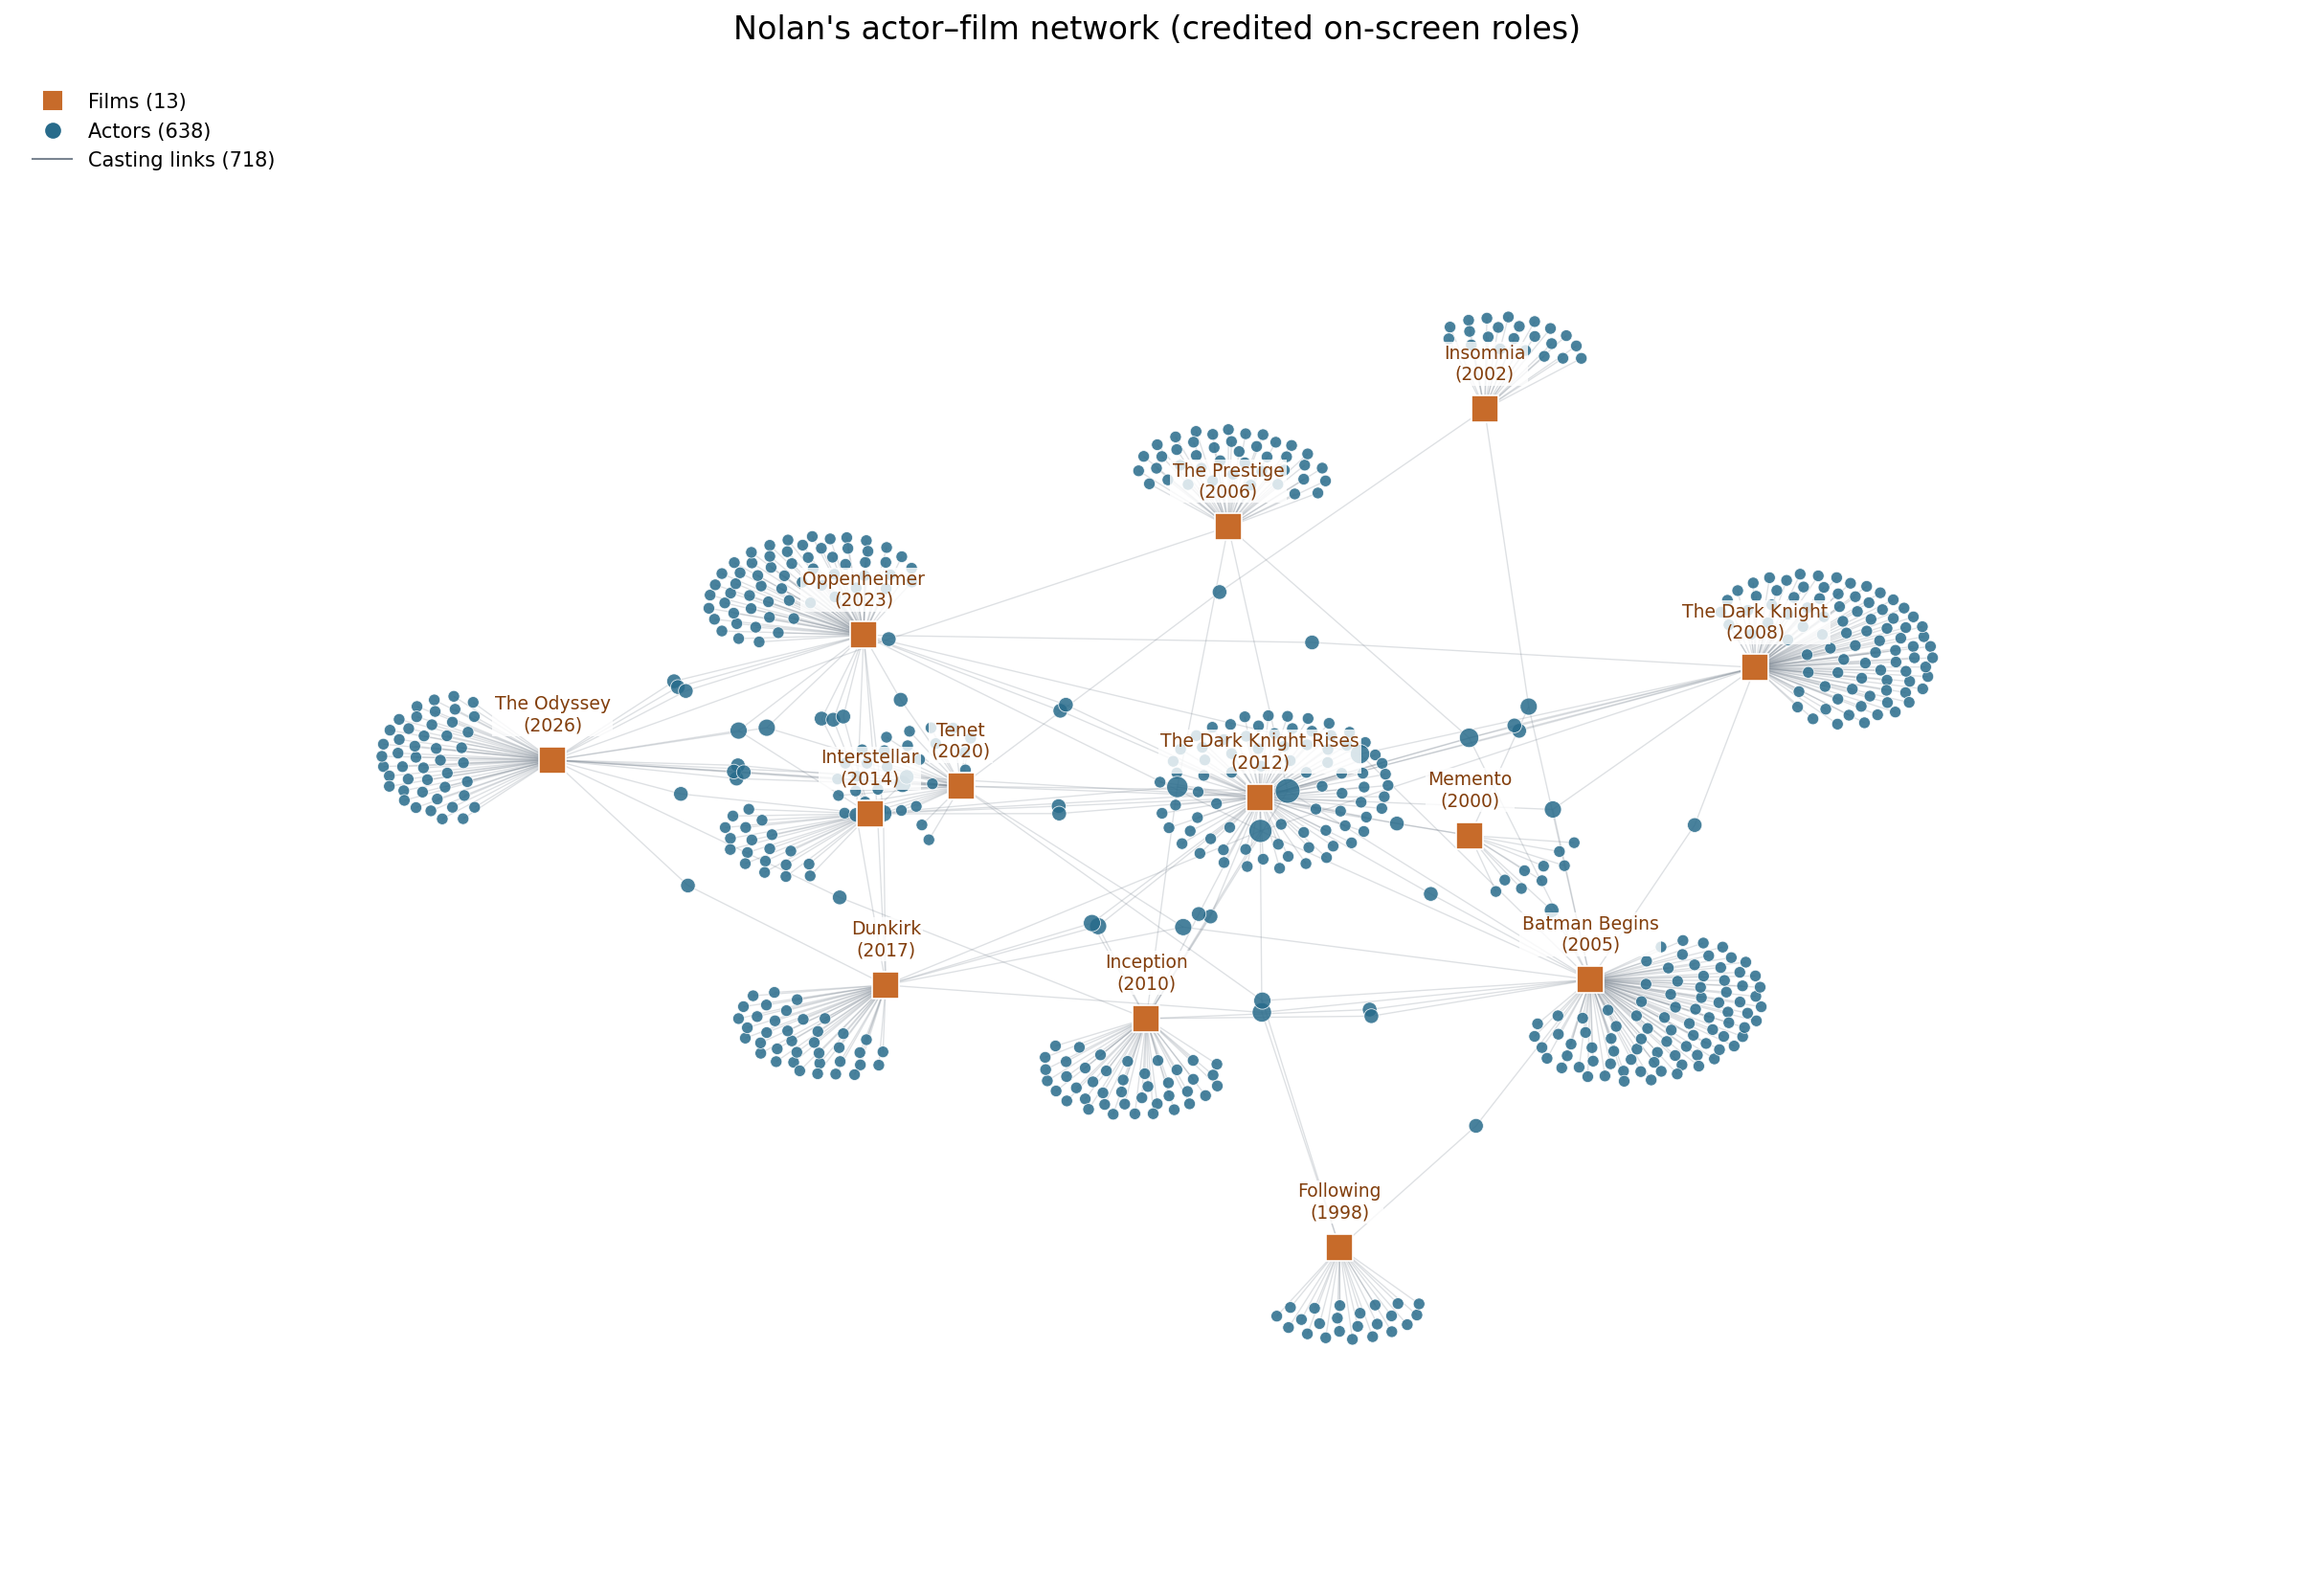 Nolan's actor–film network (credited on-screen roles)
Films (13)
Actors (638)
Casting links (718)
Insomnia
(2002)
The Prestige
(2006)
Oppenheimer
(2023)
The Dark Knight
(2008)
The Odyssey
(2026)
Tenet
(2020)
The Dark Knight Rises
(2012)
Interstellar
(2014)
Memento
(2000)
Dunkirk
(2017)
Batman Begins
(2005)
Inception
(2010)
Following
(1998)